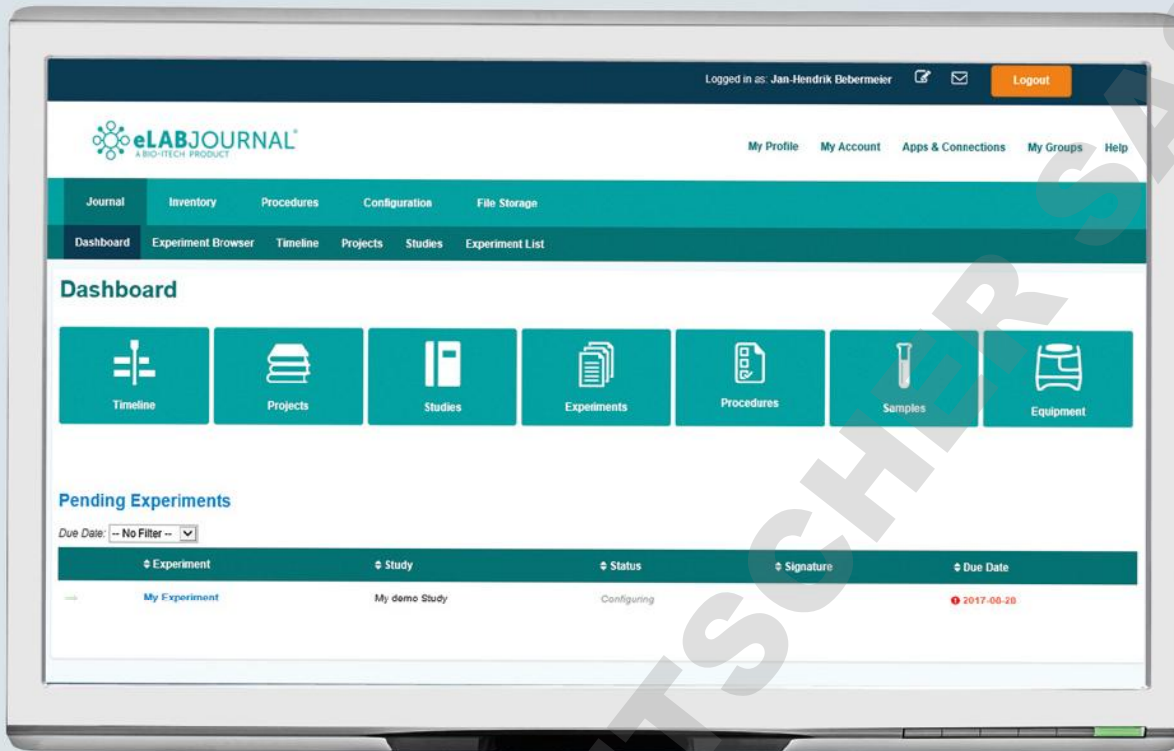 Logged in as: Jan-Hendrik Bebermeier Logout
eLABJOURNAL®
A BIO-ITECH PRODUCT
My Profile My Account Apps & Connections My Groups Help
Journal Inventory Procedures Configuration File Storage
Dashboard Experiment Browser Timeline Projects Studies Experiment List
Dashboard
Timeline Projects Studies Experiments Procedures Samples Equipment
Pending Experiments
Due Date: -- No Filter --
Experiment Study Status Signature Due Date
My Experiment My demo Study Configuring 2017-08-28
TSCHER SA